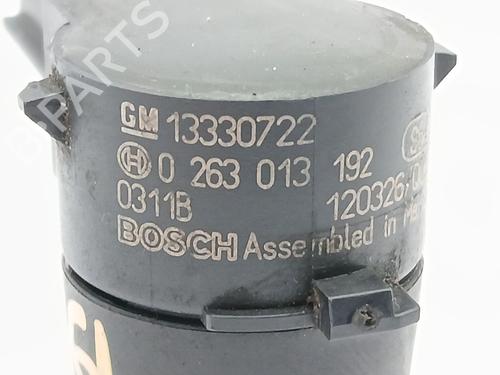 PARTS
GM 13330722
0 263 013 192
0311B 120326
BOSCH Assembled in